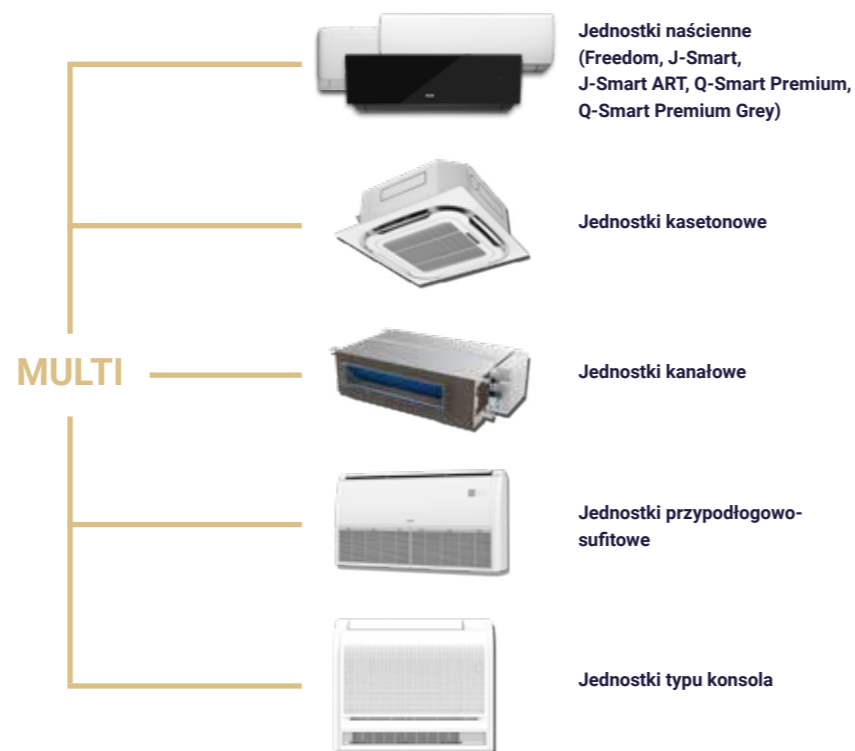 Jednostki naścienne
(Freedom, J-Smart,
J-Smart ART, Q-Smart Premium,
Q-Smart Premium Grey)
Jednostki kasetonowe
MULTI
Jednostki kanałowe
Jednostki przypodłogowo-
sufitowe
Jednostki typu konsola